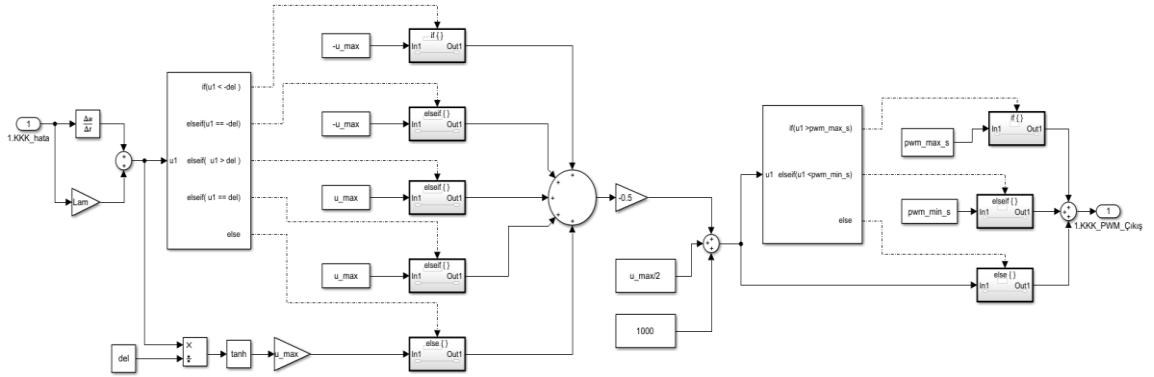 1
1.KKK_hata
Δu
Δt
Lam
u1
if(u1 < -del )
elseif(u1 == -del)
elseif( u1 > del )
elseif( u1 == del)
else
-u_max
if { }
In1 Out1
-u_max
elseif { }
In1 Out1
u_max
elseif { }
In1 Out1
u_max
elseif { }
In1 Out1
del
×
÷
tanh
u_max
else { }
In1 Out1
+
+
+
+
+
-0.5
u_max/2
1000
+
+
+
u1
if(u1 >pwm_max_s)
elseif(u1 <pwm_min_s)
else
pwm_max_s
if { }
In1 Out1
pwm_min_s
elseif { }
In1 Out1
else { }
In1 Out1
+
+
+
1
1.KKK_PWM_Çıkış